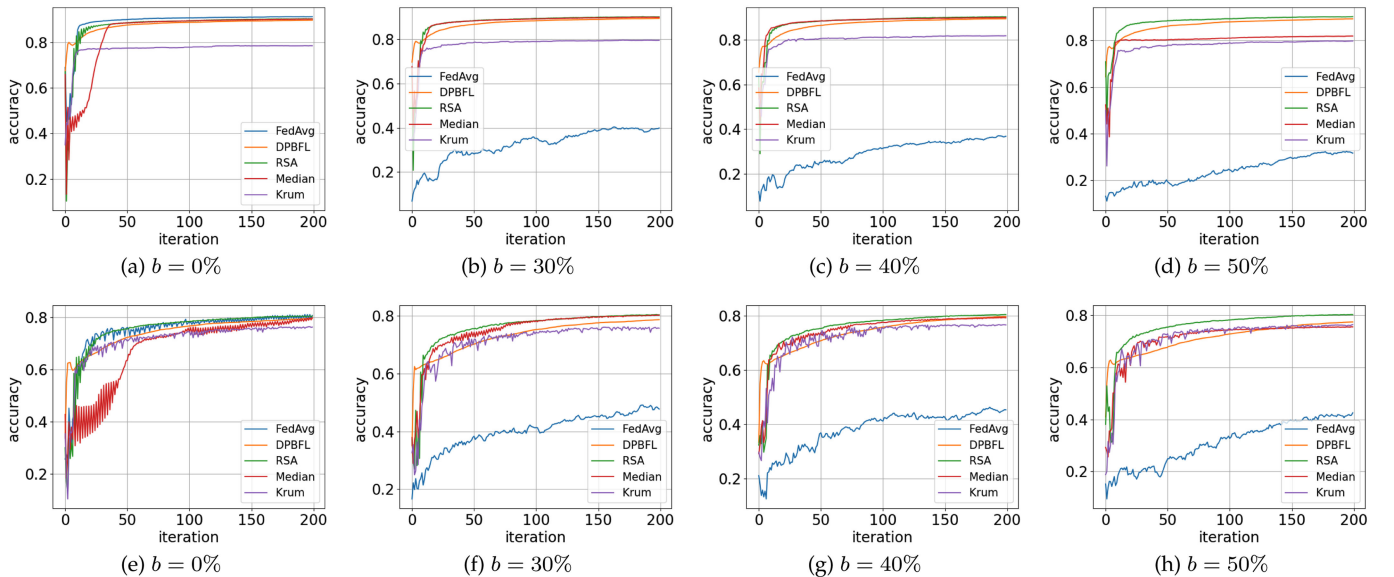 accuracy
0.8
0.6
0.4
0.2
0 50 100 150 200
iteration
FedAvg
DPBFL
RSA
Median
Krum
(a) b = 0%
accuracy
0.8
0.6
0.4
0.2
0 50 100 150 200
iteration
FedAvg
DPBFL
RSA
Median
Krum
(b) b = 30%
accuracy
0.8
0.6
0.4
0.2
0 50 100 150 200
iteration
FedAvg
DPBFL
RSA
Median
Krum
(c) b = 40%
accuracy
0.8
0.6
0.4
0.2
0 50 100 150 200
iteration
FedAvg
DPBFL
RSA
Median
Krum
(d) b = 50%
accuracy
0.8
0.6
0.4
0.2
0 50 100 150 200
iteration
FedAvg
DPBFL
RSA
Median
Krum
(e) b = 0%
accuracy
0.8
0.6
0.4
0.2
0 50 100 150 200
iteration
FedAvg
DPBFL
RSA
Median
Krum
(f) b = 30%
accuracy
0.8
0.6
0.4
0.2
0 50 100 150 200
iteration
FedAvg
DPBFL
RSA
Median
Krum
(g) b = 40%
accuracy
0.8
0.6
0.4
0.2
0 50 100 150 200
iteration
FedAvg
DPBFL
RSA
Median
Krum
(h) b = 50%